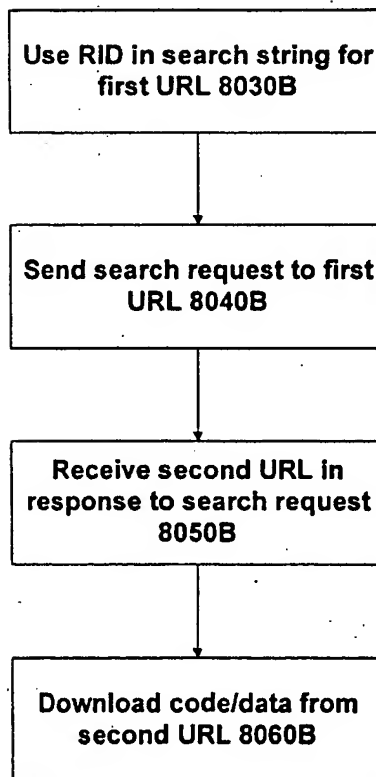 Use RID in search string for
first URL 8030B
Send search request to first
URL 8040B
Receive second URL in
response to search request
8050B
Download code/data from
second URL 8060B